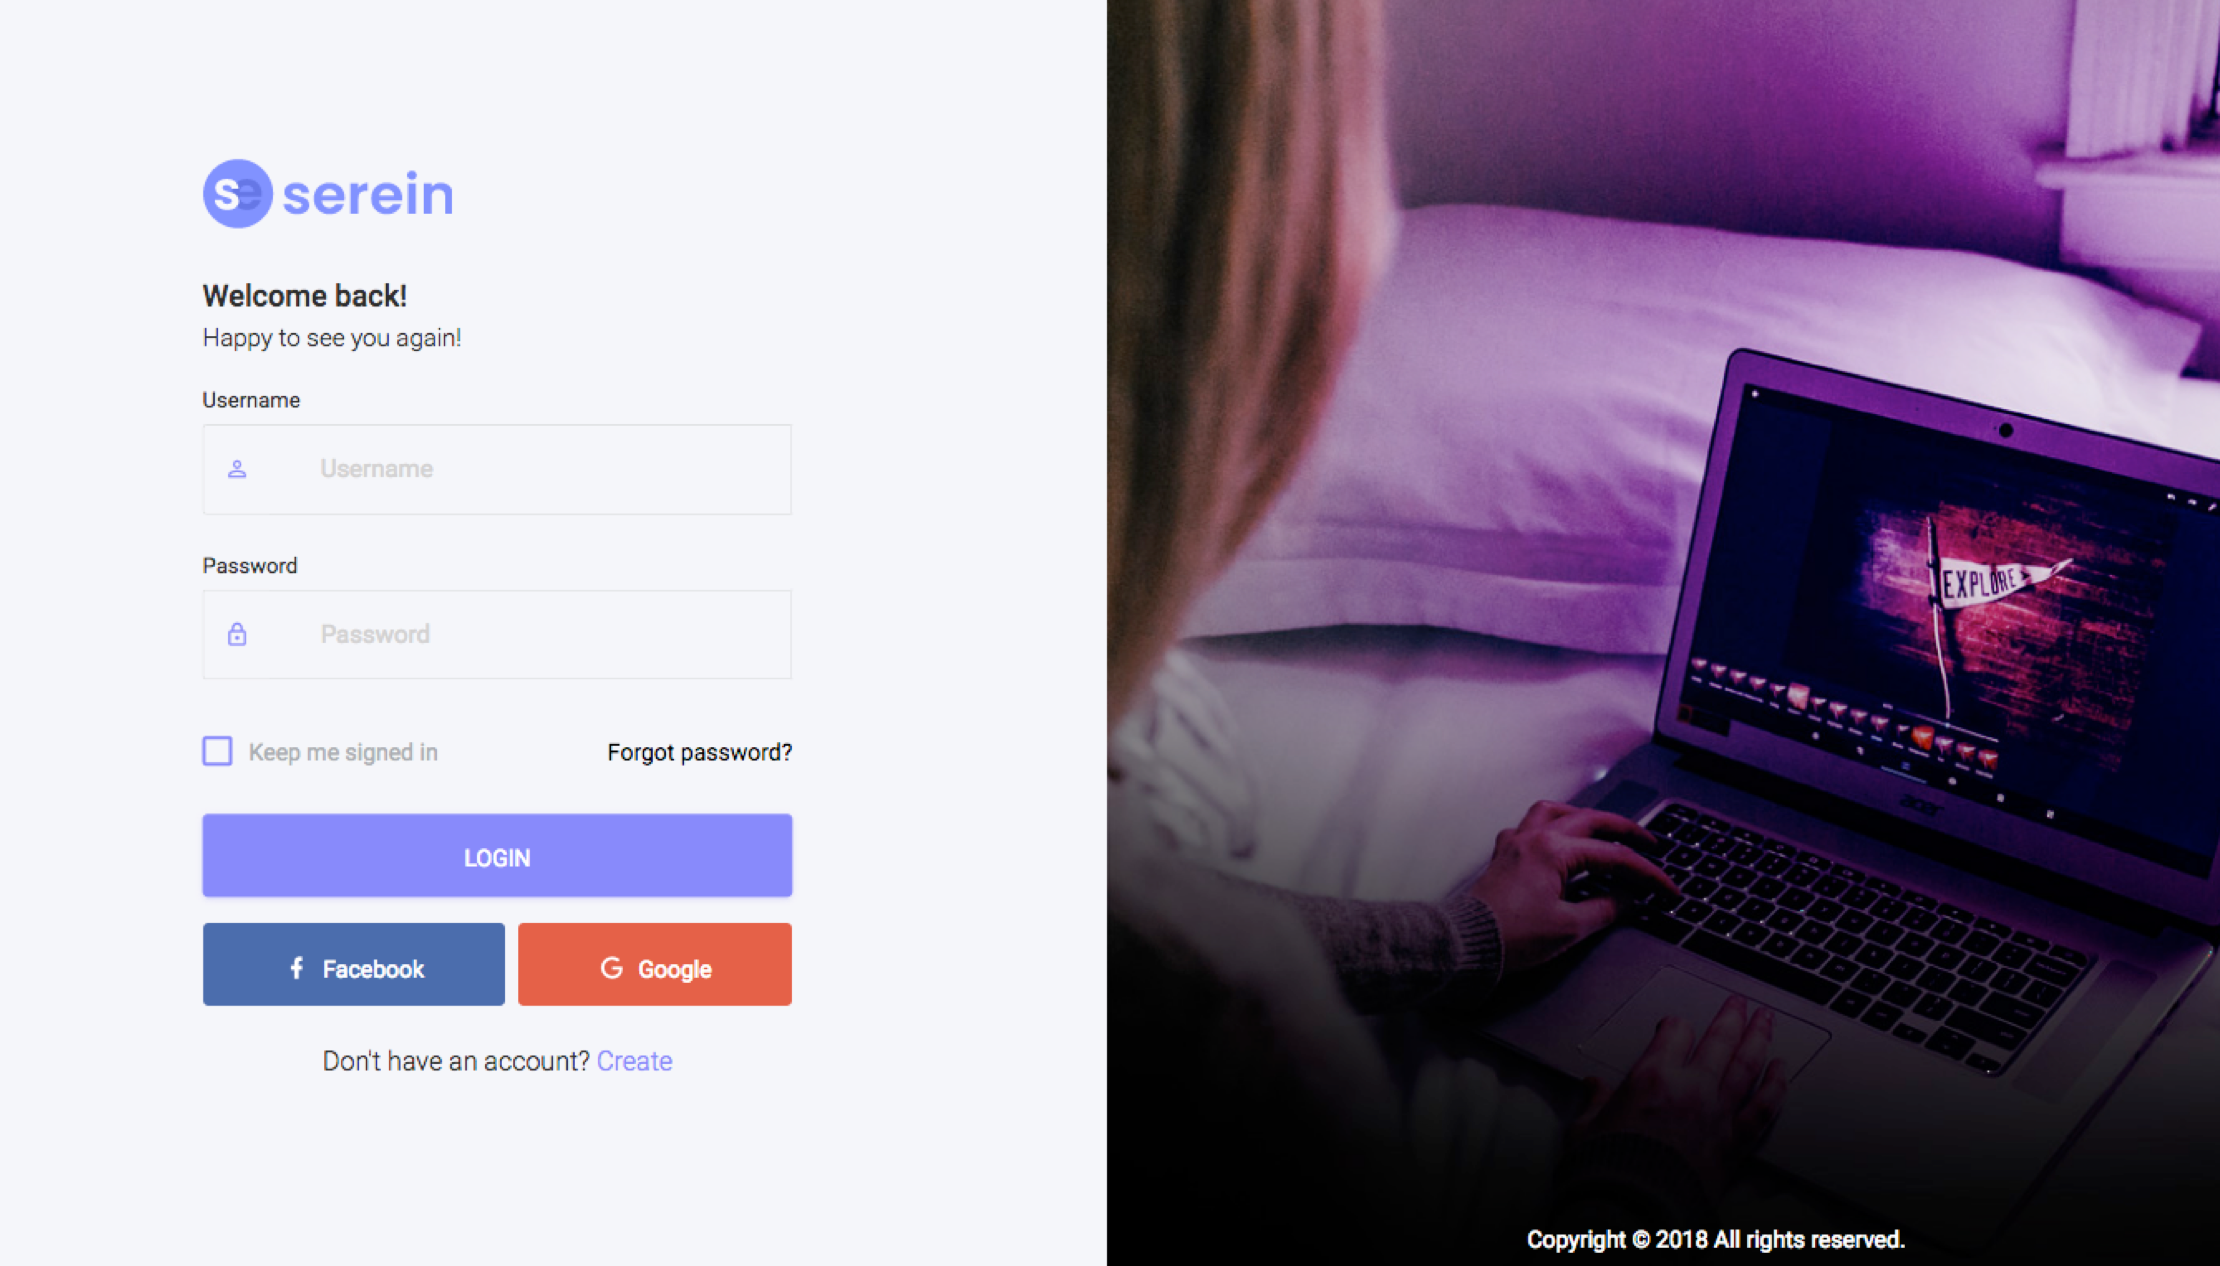 se serein
Welcome back!
Happy to see you again!
Username
Username
Password
Password
Keep me signed in Forgot password?
LOGIN
Facebook Google
Don't have an account? Create
EXPLORE
acer
Copyright © 2018 All rights reserved.